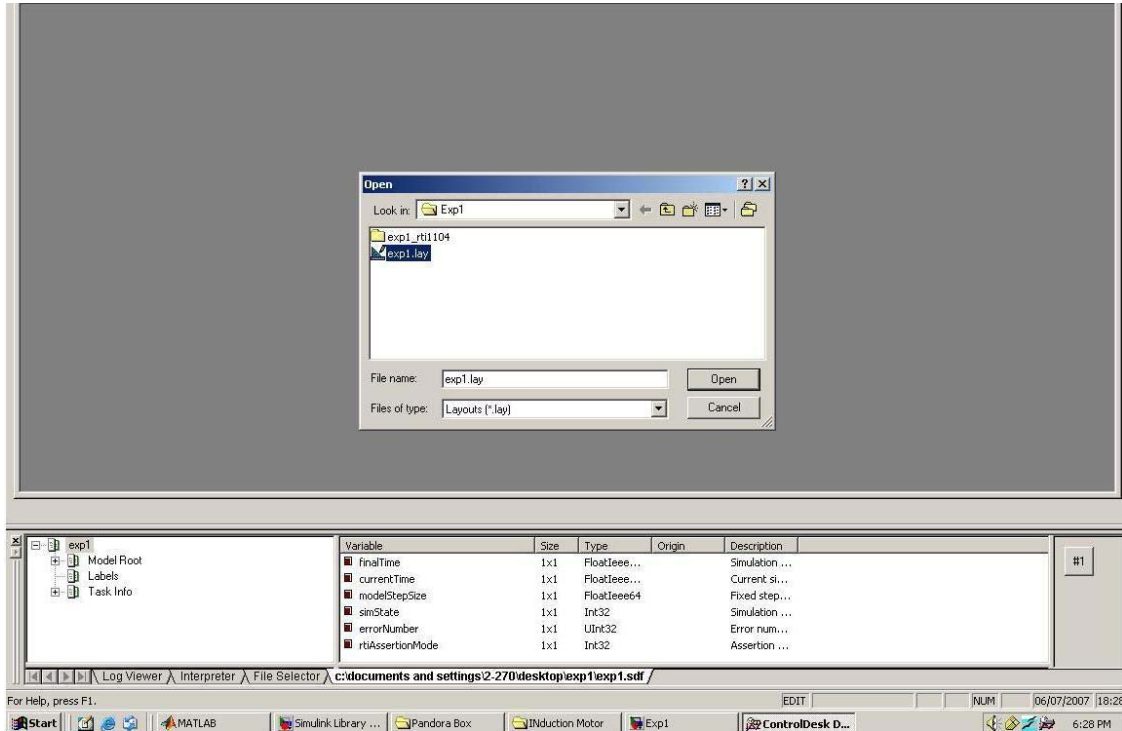 Open
Look in: Exp1
exp1_rti1104
exp1.lay
File name: exp1.lay
Open
Files of type: Layouts (*.lay)
Cancel
exp1
Model Root
Labels
Task Info
Variable Size Type Origin Description
finalTime 1x1 FloatIeee... Simulation ...
currentTime 1x1 FloatIeee... Current si...
modelStepSize 1x1 FloatIeee64 Fixed step...
simState 1x1 Int32 Simulation ...
errorNumber 1x1 UInt32 Error num...
rtiAssertionMode 1x1 Int32 Assertion ...
#1
Log Viewer Interpreter File Selector c:\documents and settings\2-270\desktop\exp1\exp1.sdf
For Help, press F1. EDIT NUM 06/07/2007 18:28
Start MATLAB Simulink Library ... Pandora Box INduction Motor Exp1 ControlDesk D... 6:28 PM